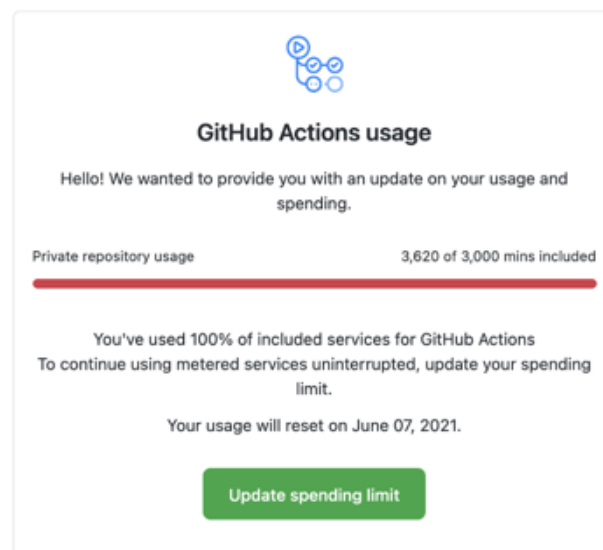 GitHub Actions usage
Hello! We wanted to provide you with an update on your usage and
spending.
Private repository usage 3,620 of 3,000 mins included
You've used 100% of included services for GitHub Actions
To continue using metered services uninterrupted, update your spending
limit.
Your usage will reset on June 07, 2021.
Update spending limit